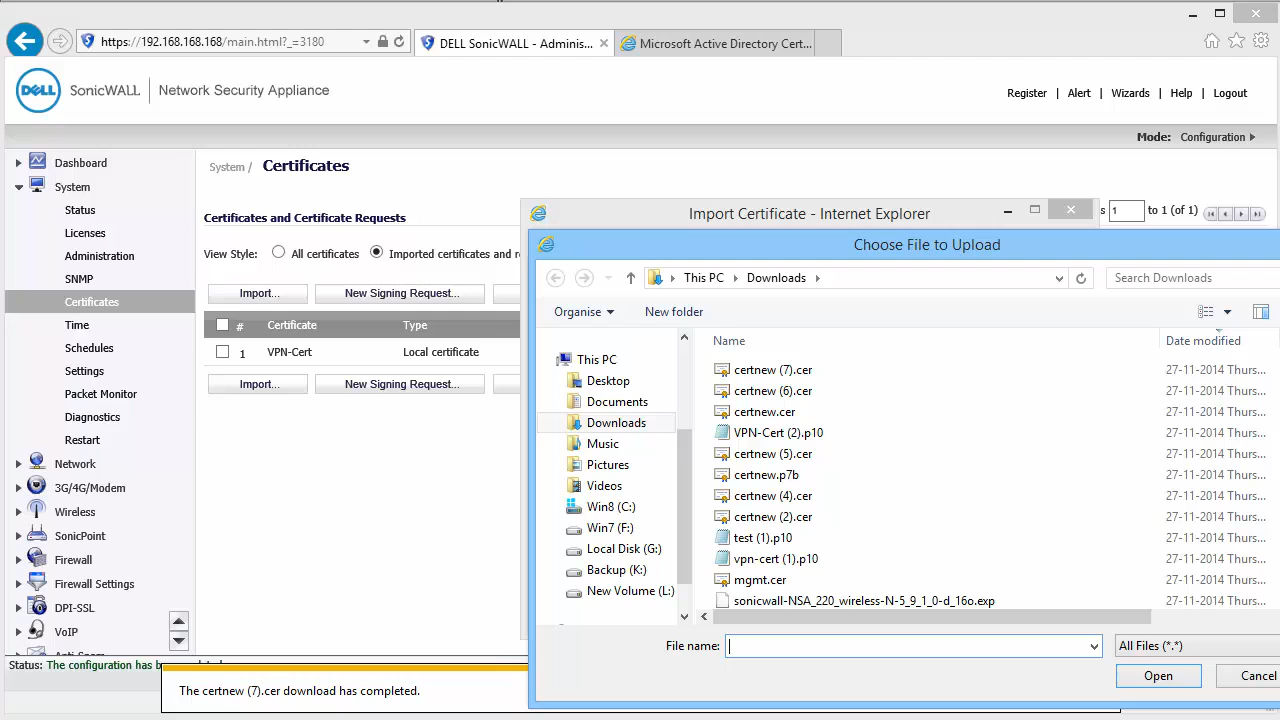 https://192.168.168.168/main.html?_=3180
DELL SonicWALL - Adminis...
Microsoft Active Directory Cert...
DELL
SonicWALL
Network Security Appliance
Register | Alert | Wizards | Help | Logout
Mode: Configuration
Dashboard
System
Status
Licenses
Administration
SNMP
Certificates
Time
Schedules
Settings
Packet Monitor
Diagnostics
Restart
Network
3G/4G/Modem
Wireless
SonicPoint
Firewall
Firewall Settings
DPI-SSL
VoIP
Anti-Spam
System / Certificates
Certificates and Certificate Requests
s 1 to 1 (of 1)
View Style: All certificates Imported certificates and re
Import... New Signing Request...
# Certificate Type
1 VPN-Cert Local certificate
Import... New Signing Request...
Import Certificate - Internet Explorer
Choose File to Upload
This PC Downloads
Search Downloads
Organise New folder
This PC
Desktop
Documents
Downloads
Music
Pictures
Videos
Win8 (C:)
Win7 (F:)
Local Disk (G:)
Backup (K:)
New Volume (L:)
Name Date modified
certnew (7).cer 27-11-2014 Thurs...
certnew (6).cer 27-11-2014 Thurs...
certnew.cer 27-11-2014 Thurs...
VPN-Cert (2).p10 27-11-2014 Thurs...
certnew (5).cer 27-11-2014 Thurs...
certnew.p7b 27-11-2014 Thurs...
certnew (4).cer 27-11-2014 Thurs...
certnew (2).cer 27-11-2014 Thurs...
test (1).p10 27-11-2014 Thurs...
vpn-cert (1).p10 27-11-2014 Thurs...
mgmt.cer 27-11-2014 Thurs...
sonicwall-NSA_220_wireless-N-5_9_1_0-d_16o.exp 27-11-2014 Thurs...
File name:
All Files (*.*)
Open Cancel
Status: The configuration has b
The certnew (7).cer download has completed.